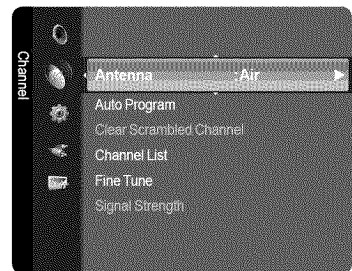 Channel
Antenna : Air
Auto Program
Clear Scrambled Channel
Channel List
Fine Tune
Signal Strength